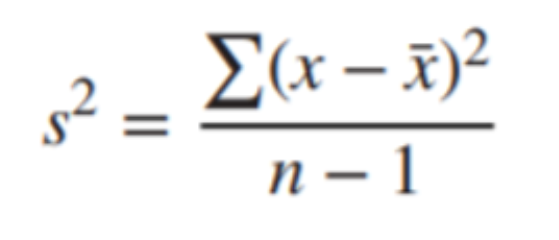 s² = ∑(x − x̄)² / n − 1